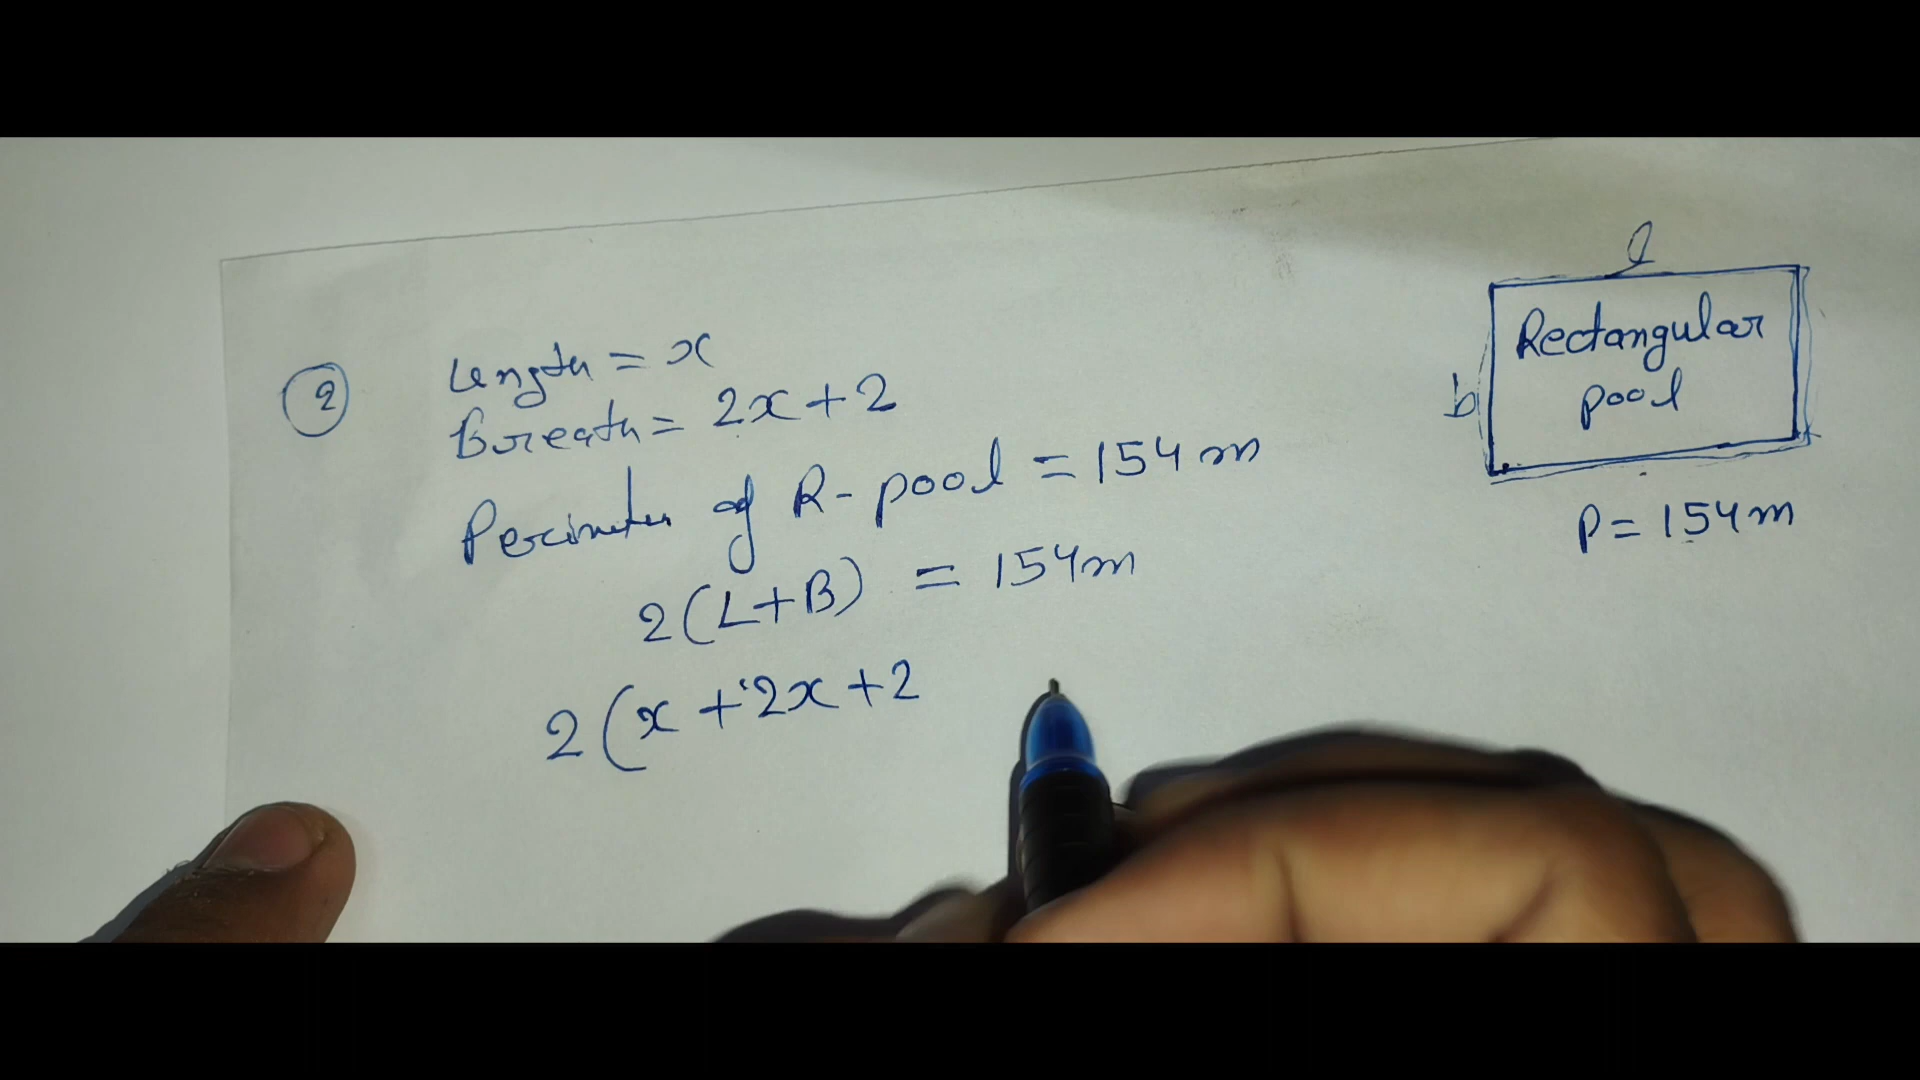 2
Length = x
Breath = 2x+2
Perimeter of R-pool = 154 m
2(L+B) = 154m
2(x+2x+2
l
Rectangular
pool
b
P= 154m